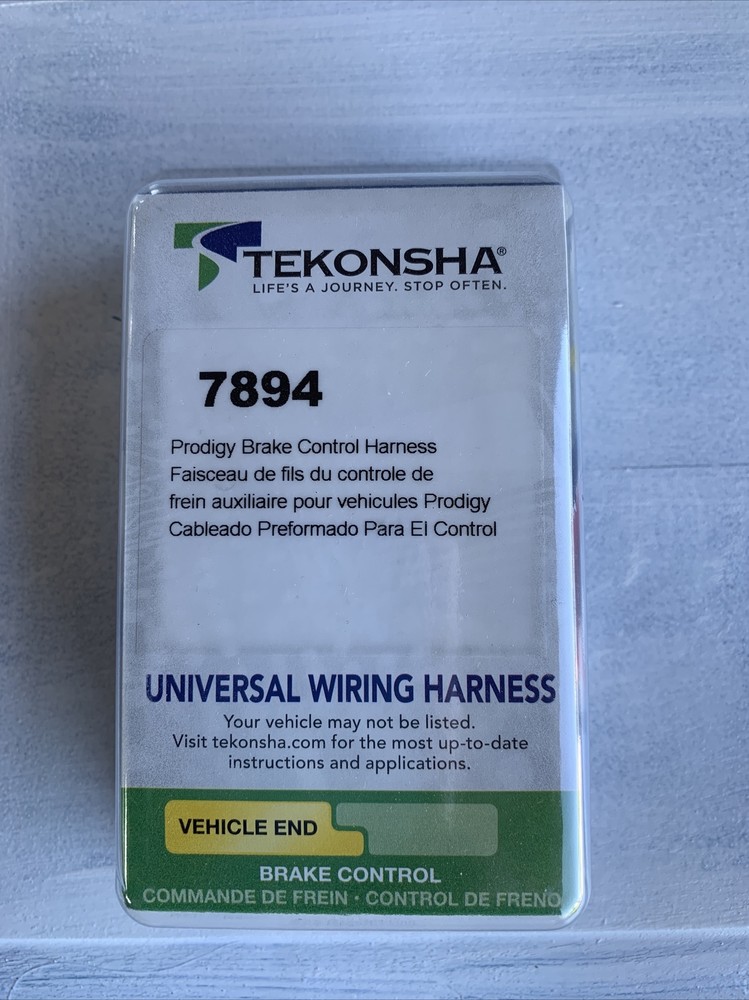 TEKONSHA®
LIFE'S A JOURNEY. STOP OFTEN.
7894
Prodigy Brake Control Harness
Faisceau de fils du controle de
frein auxiliaire pour vehicules Prodigy
Cableado Preformado Para El Control
UNIVERSAL WIRING HARNESS
Your vehicle may not be listed.
Visit tekonsha.com for the most up-to-date
instructions and applications.
VEHICLE END
BRAKE CONTROL
COMMANDE DE FREIN · CONTROL DE FRENO